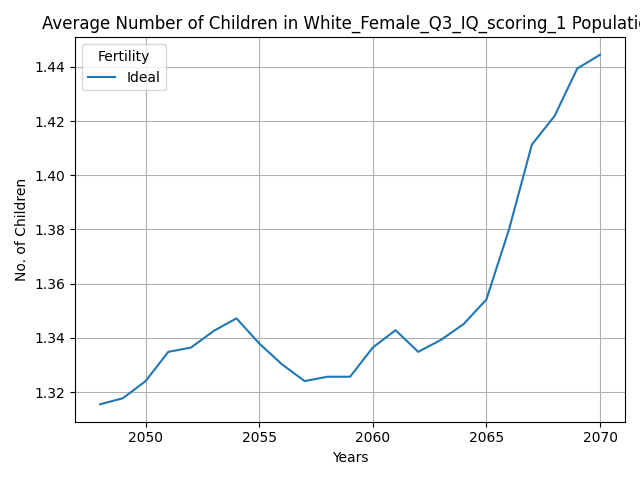 Average Number of Children in White_Female_Q3_IQ_scoring_1 Populatio
Fertility
Ideal
No. of Children
1.44
1.42
1.40
1.38
1.36
1.34
1.32
2050 2055 2060 2065 2070
Years